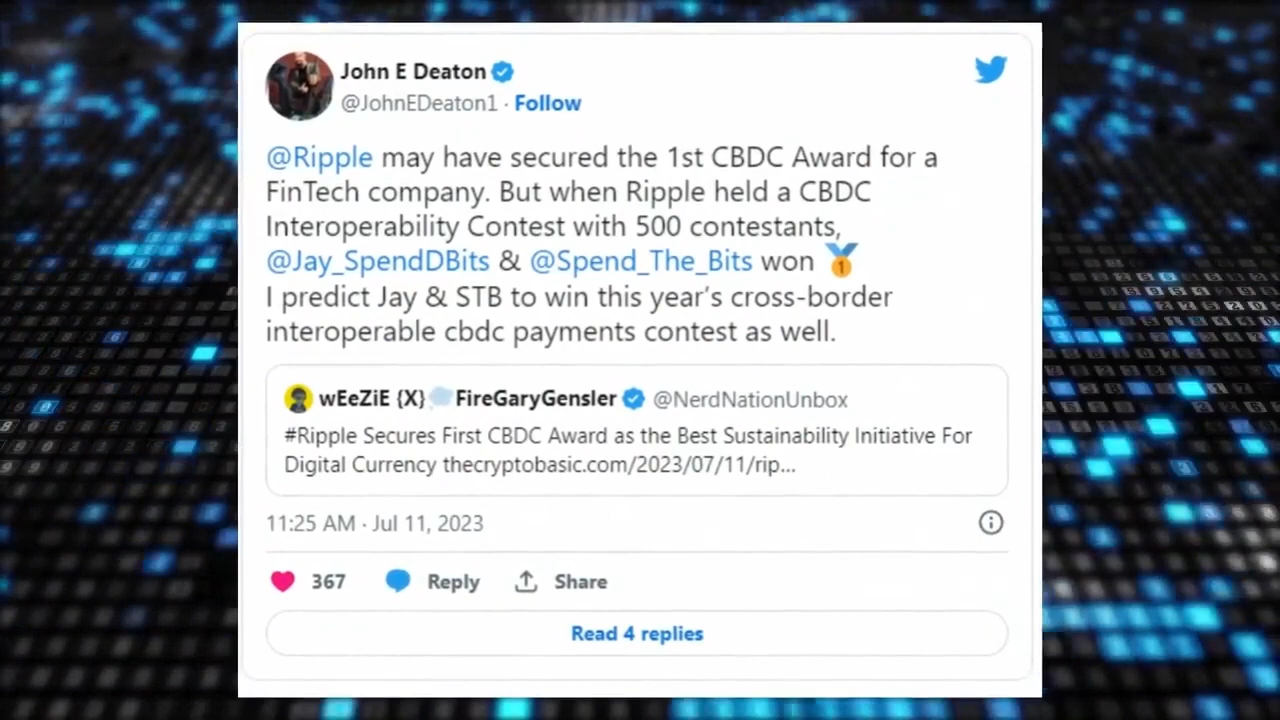 John E Deaton
@JohnEDeaton1 · Follow
@Ripple may have secured the 1st CBDC Award for a
FinTech company. But when Ripple held a CBDC
Interoperability Contest with 500 contestants,
@Jay_SpendDBits & @Spend_The_Bits won 🥇
I predict Jay & STB to win this year's cross-border
interoperable cbdc payments contest as well.
wEeZiE {X}💭FireGaryGensler @NerdNationUnbox
#Ripple Secures First CBDC Award as the Best Sustainability Initiative For
Digital Currency thecryptobasic.com/2023/07/11/rip...
11:25 AM · Jul 11, 2023
367 Reply Share
Read 4 replies